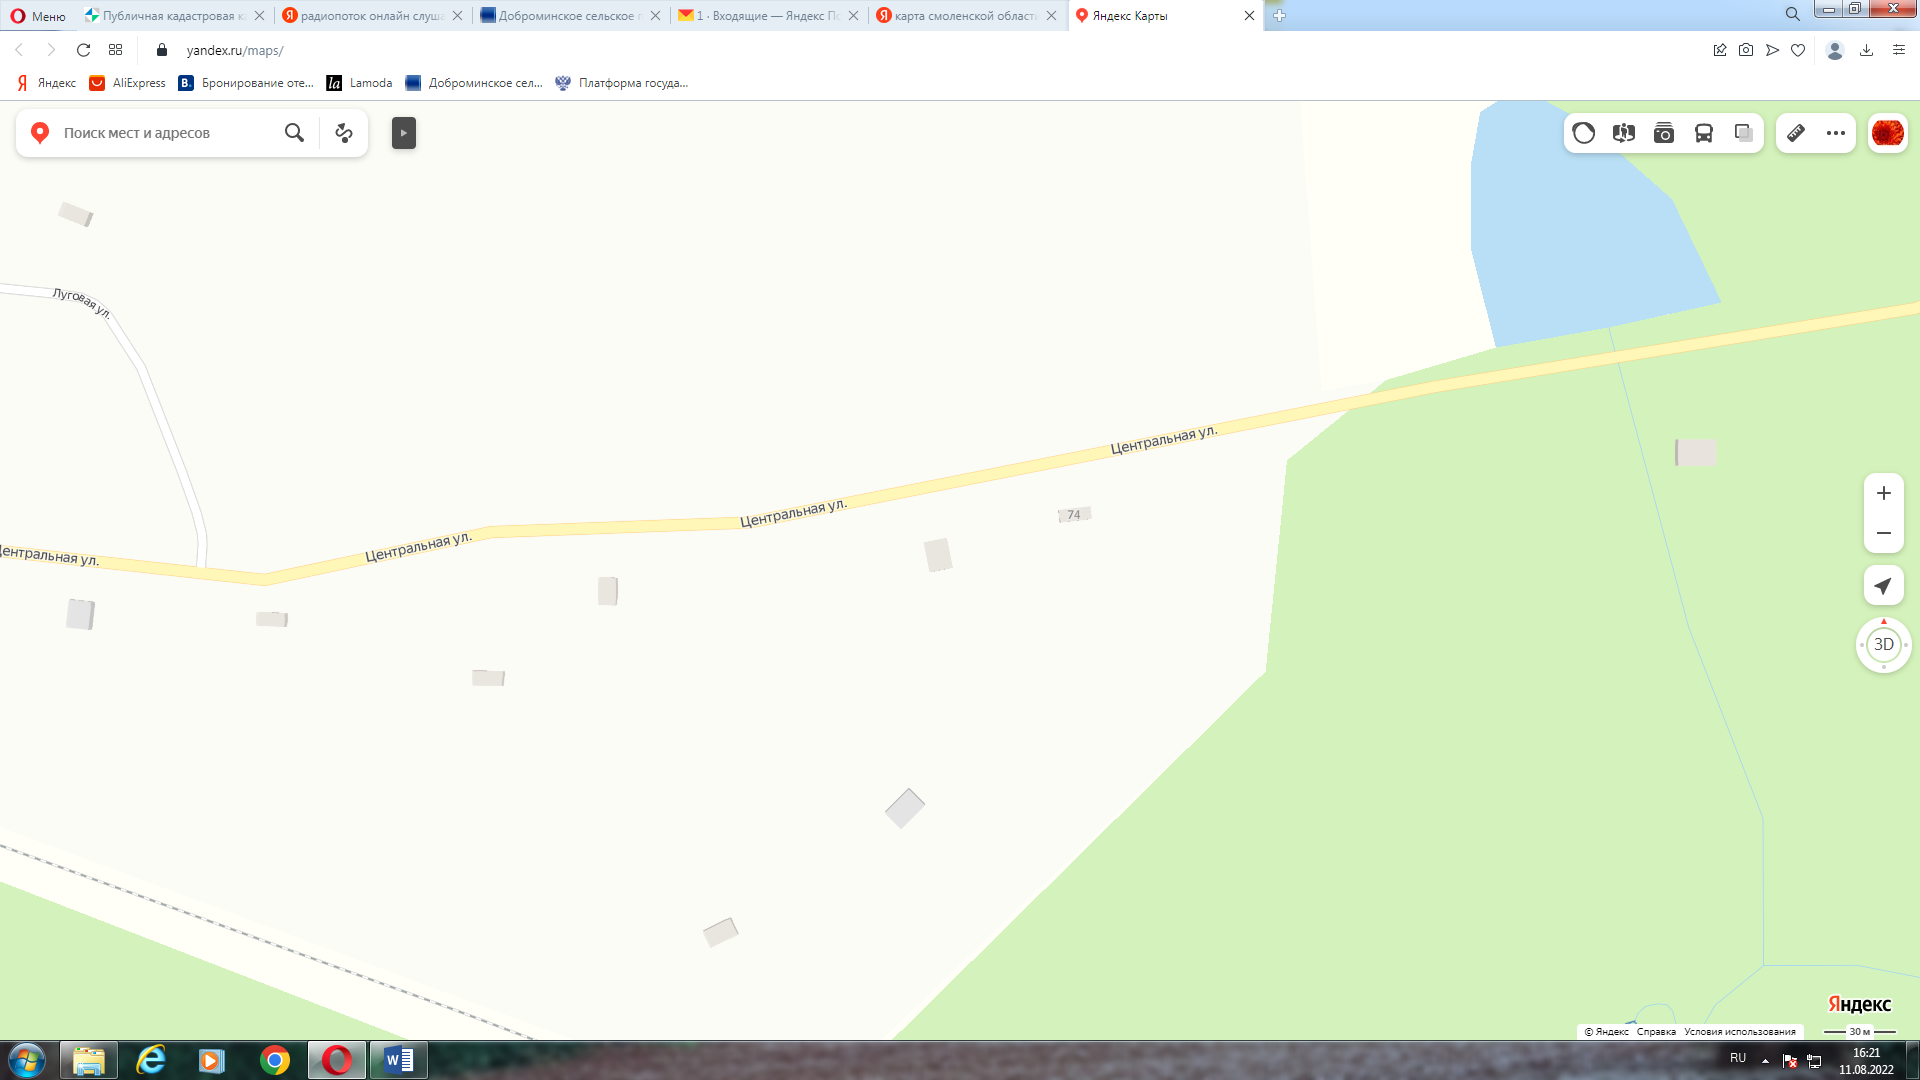 Меню
Публичная кадастровая к
радиопоток онлайн слуша
Доброминское сельское п
1 · Входящие — Яндекс По
карта смоленской област
Яндекс Карты
yandex.ru/maps/
Яндекс
AliExpress
B.
Бронирование оте...
la
Lamoda
Доброминское сел...
Платформа госуда...
Поиск мест и адресов
Луговая ул.
Центральная ул.
Центральная ул.
74
Центральная ул.
Центральная ул.
3D
Яндекс
© Яндекс Справка Условия использования
30 м
RU
16:21
11.08.2022